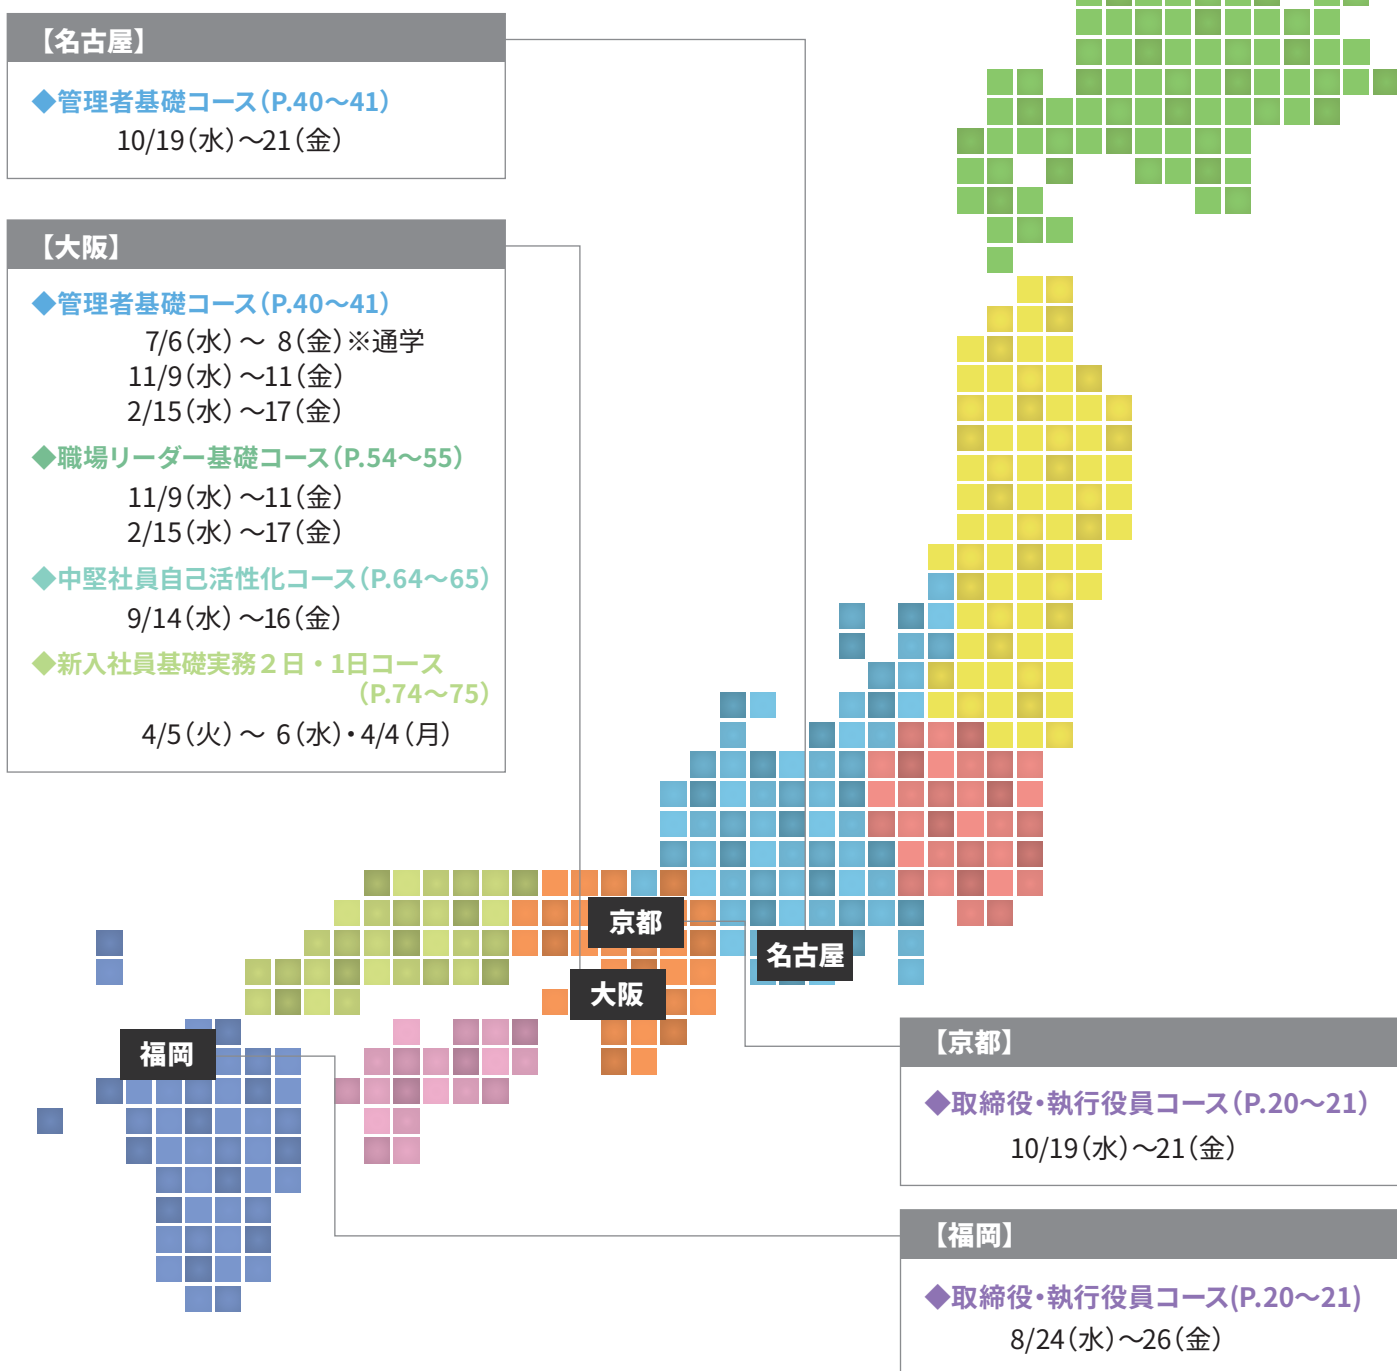 【名古屋】
◆管理者基礎コース（P.40～41）
10/19（水）～21（金）
【大阪】
◆管理者基礎コース（P.40～41）
7/6（水）～ 8（金）※通学
11/9（水）～11（金）
2/15（水）～17（金）
◆職場リーダー基礎コース（P.54～55）
11/9（水）～11（金）
2/15（水）～17（金）
◆中堅社員自己活性化コース（P.64～65）
9/14（水）～16（金）
◆新入社員基礎実務２日・1日コース
（P.74～75）
4/5（火）～ 6（水）・4/4（月）
京都
名古屋
大阪
福岡
【京都】
◆取締役・執行役員コース（P.20～21）
10/19（水）～21（金）
【福岡】
◆取締役・執行役員コース(P.20～21)
8/24（水）～26（金）